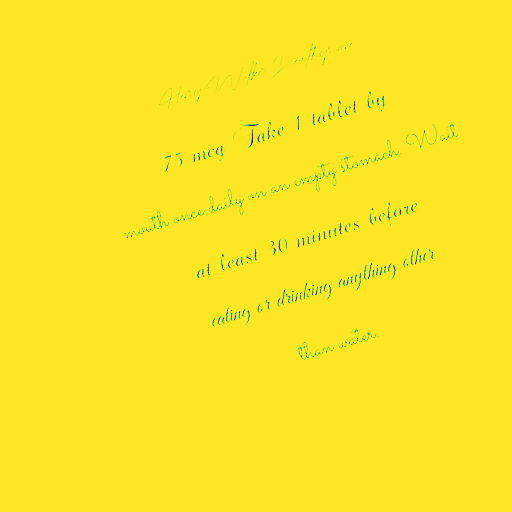 75 mcg Take 1 tablet by
mouth once daily on an empty stomach. Wait
at least 30 minutes before
eating or drinking anything other
than water.